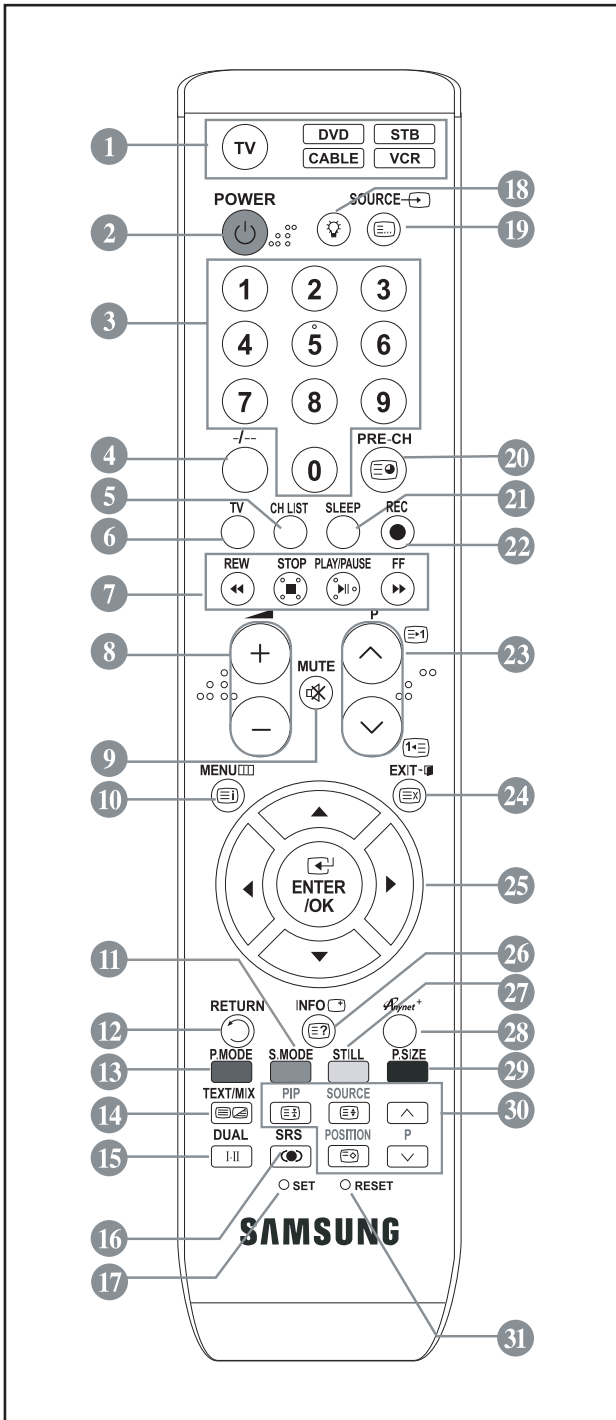 1 TV DVD STB
CABLE VCR
POWER SOURCE 18
2 19
1 2 3
3
4 5 6
7 8 9
-/-- PRE-CH
4 0 20
5 TV CH LIST SLEEP REC 21
6 22
REW STOP PLAY/PAUSE FF
7
P
8 + 1 23
MUTE
− 1
9
MENU i EXIT X
10 24
ENTER
/OK
25
11 26
27
RETURN INFO Anynet+
12 ? 28
P.MODE S.MODE STILL P.SIZE
13 29
TEXT/MIX PIP SOURCE
14 30
DUAL SRS POSITION P
15 I-II
SET RESET
16
SAMSUNG
17
31